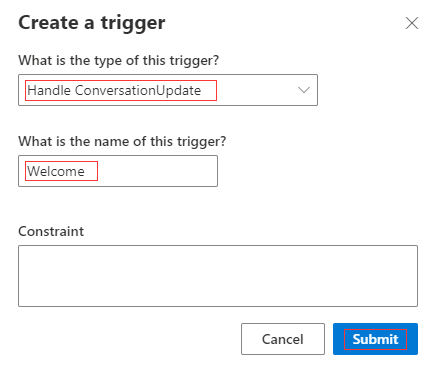 Create a trigger
What is the type of this trigger?
Handle ConversationUpdate
What is the name of this trigger?
Welcome
Constraint
Cancel Submit